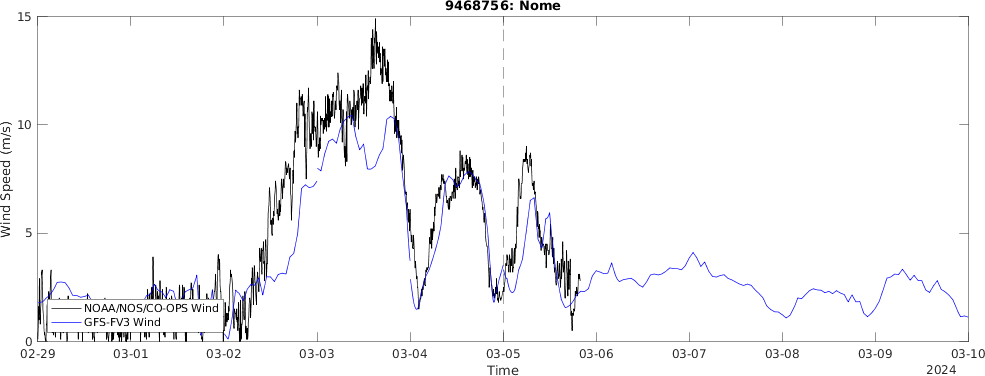 9468756: Nome
15
10
5
0
Wind Speed (m/s)
NOAA/NOS/CO-OPS Wind
GFS-FV3 Wind
02-29 03-01 03-02 03-03 03-04 03-05 03-06 03-07 03-08 03-09 03-10
Time
2024